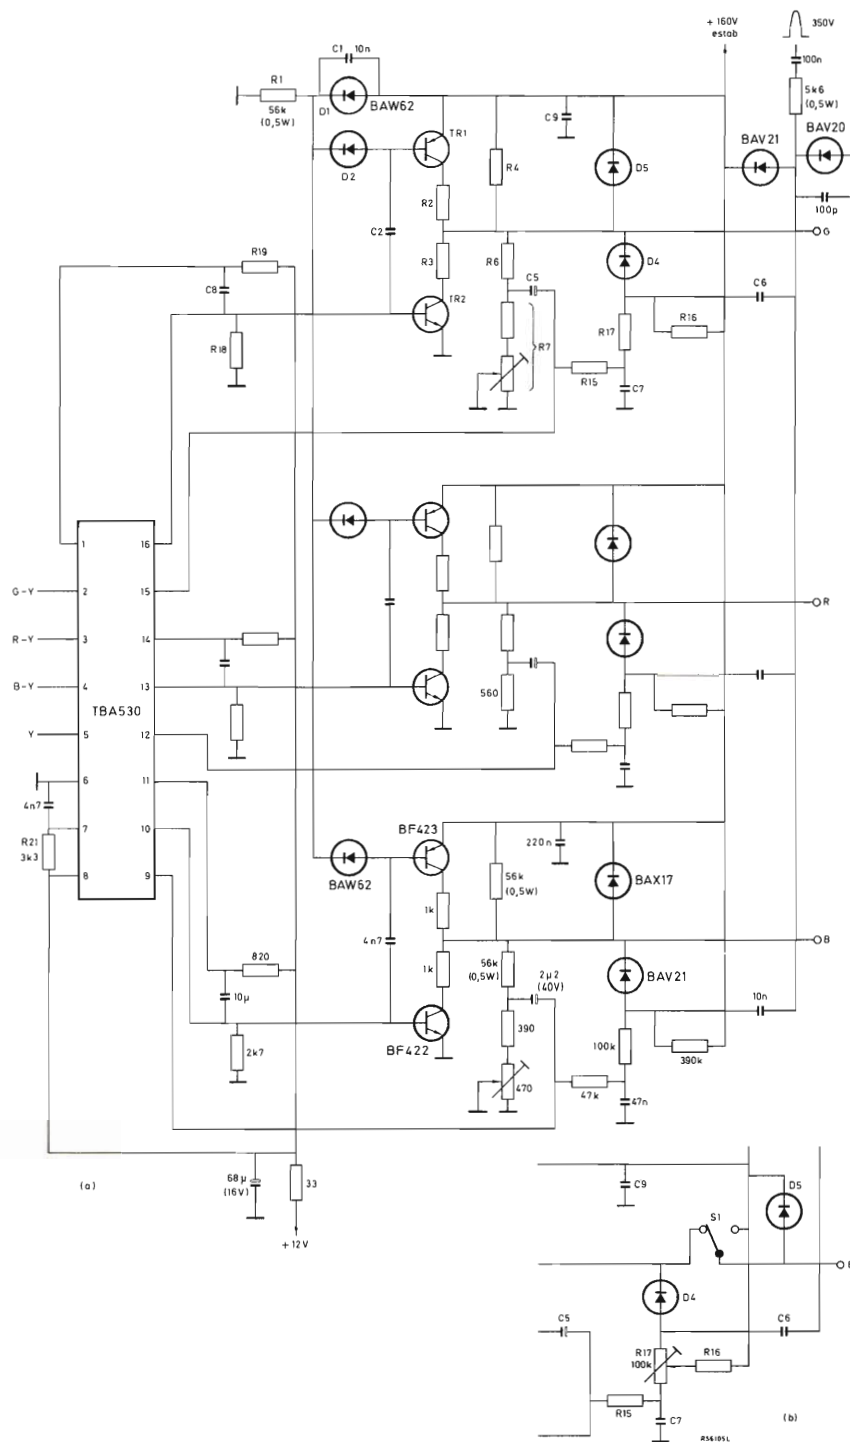 + 160V
estab
350V
C1 10n
100n
R1
56k
(0,5W)
D1
BAW62
5k6
(0,5W)
C9
TR1
BAV21
BAV20
D2
R4
D5
R2
100p
C2
G
R19
R3
R6
C5
D4
C8
TR2
C6
R18
R7
R17
R16
R15
C7
1
16
G-Y
2
15
R-Y
3
14
B-Y
4
13
TBA530
Y
5
12
6
11
4n7
7
10
R21
3k3
8
9
R
560
BF423
220n
BAW62
56k
(0,5W)
BAX17
1k
4n7
B
820
1k
56k
(0,5W)
2µ2
(40V)
BAV21
10µ
10n
BF422
390
100k
2k7
390k
470
47k
47n
(a)
68µ
(16V)
33
+12V
C9
D5
S1
D4
C5
C6
R17
100k
R16
R15
C7
(b)
RS6105L